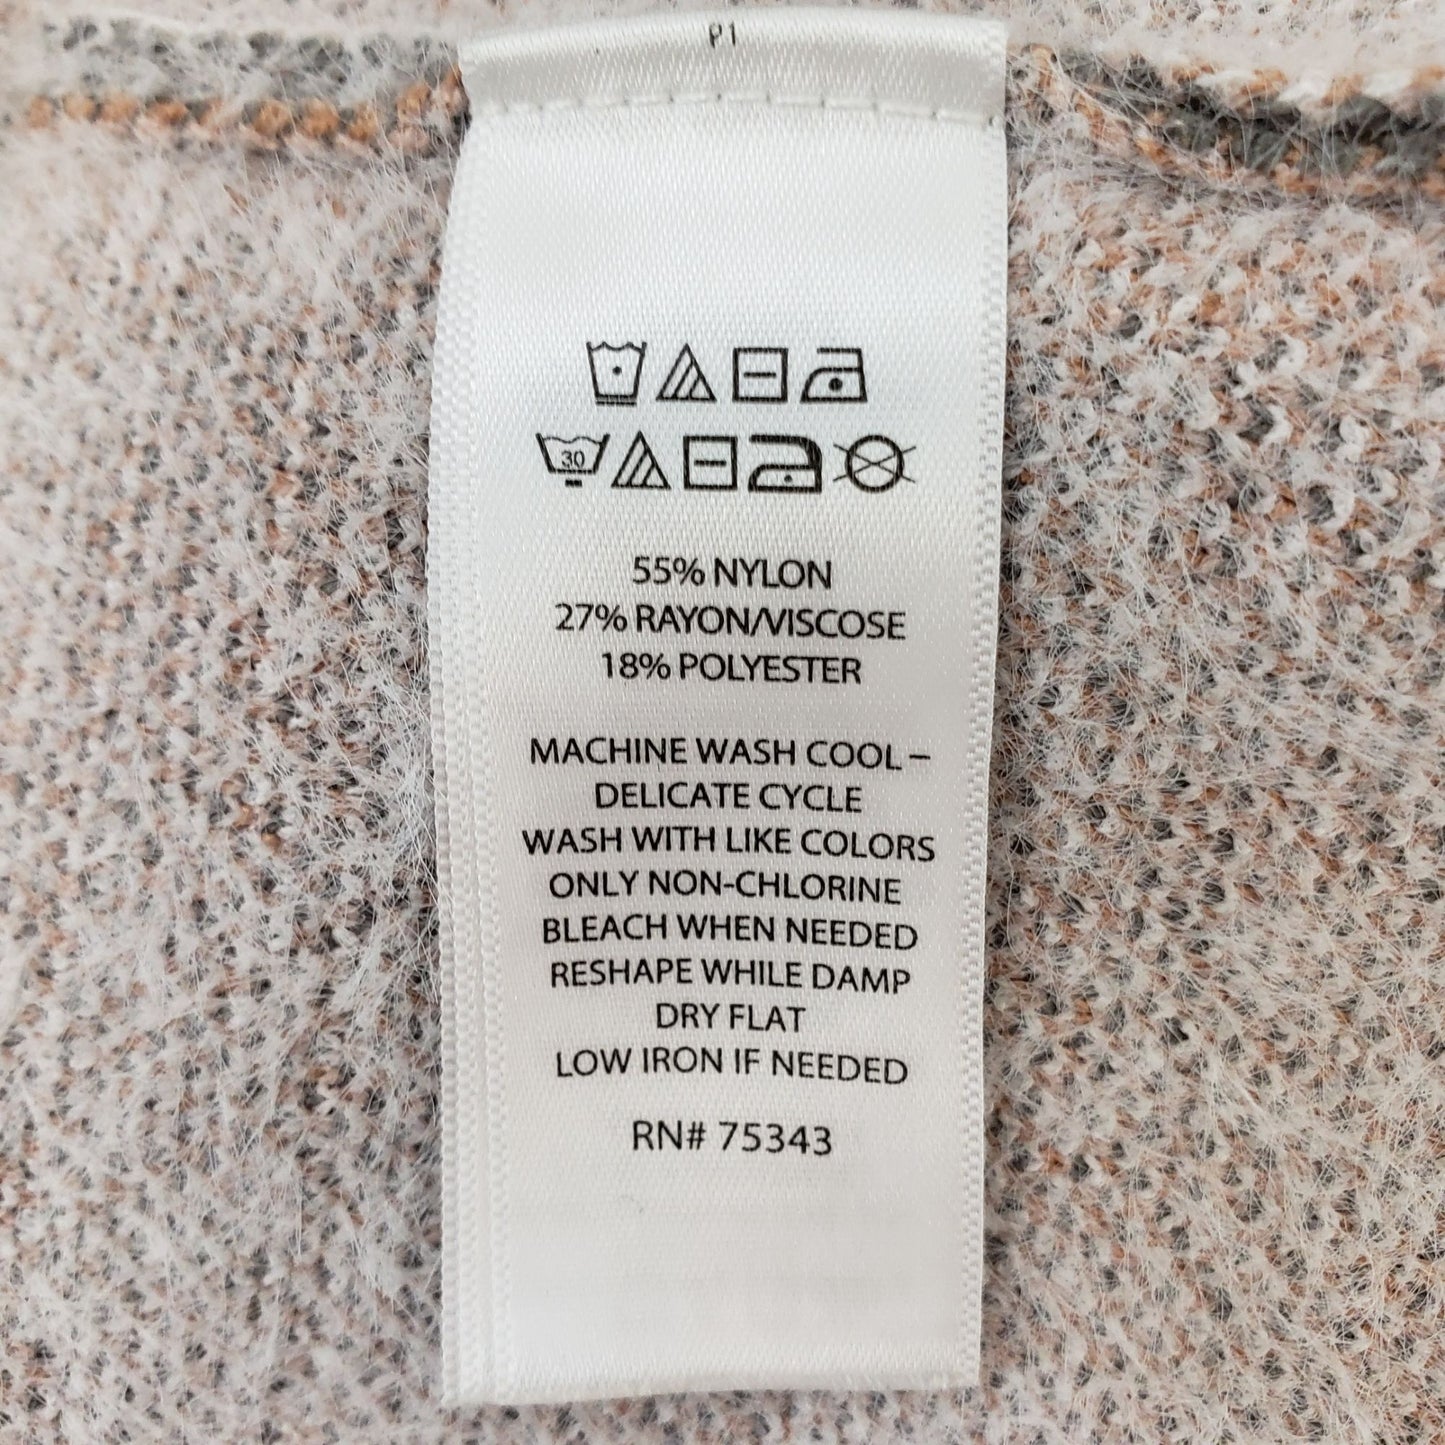 P1
30
55% NYLON
27% RAYON/VISCOSE
18% POLYESTER
MACHINE WASH COOL –
DELICATE CYCLE
WASH WITH LIKE COLORS
ONLY NON-CHLORINE
BLEACH WHEN NEEDED
RESHAPE WHILE DAMP
DRY FLAT
LOW IRON IF NEEDED
RN# 75343